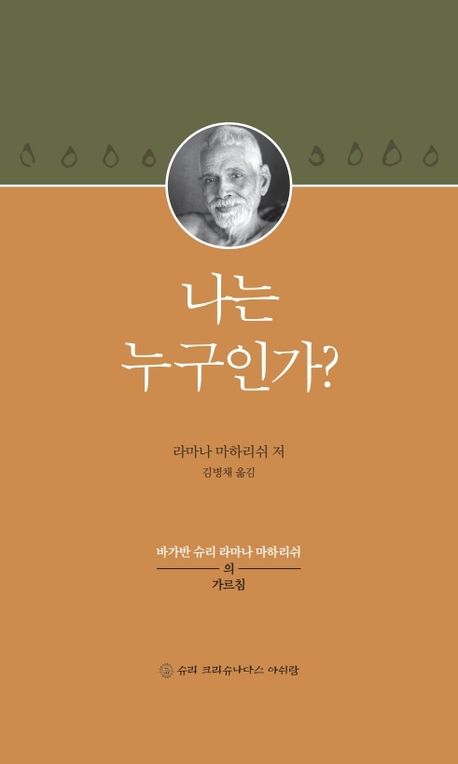 나는
누구인가?
라마나 마하리쉬 저
김병채 옮김
바가반 슈리 라마나 마하리쉬
의
가르침
슈리 크리슈나다스 아쉬람